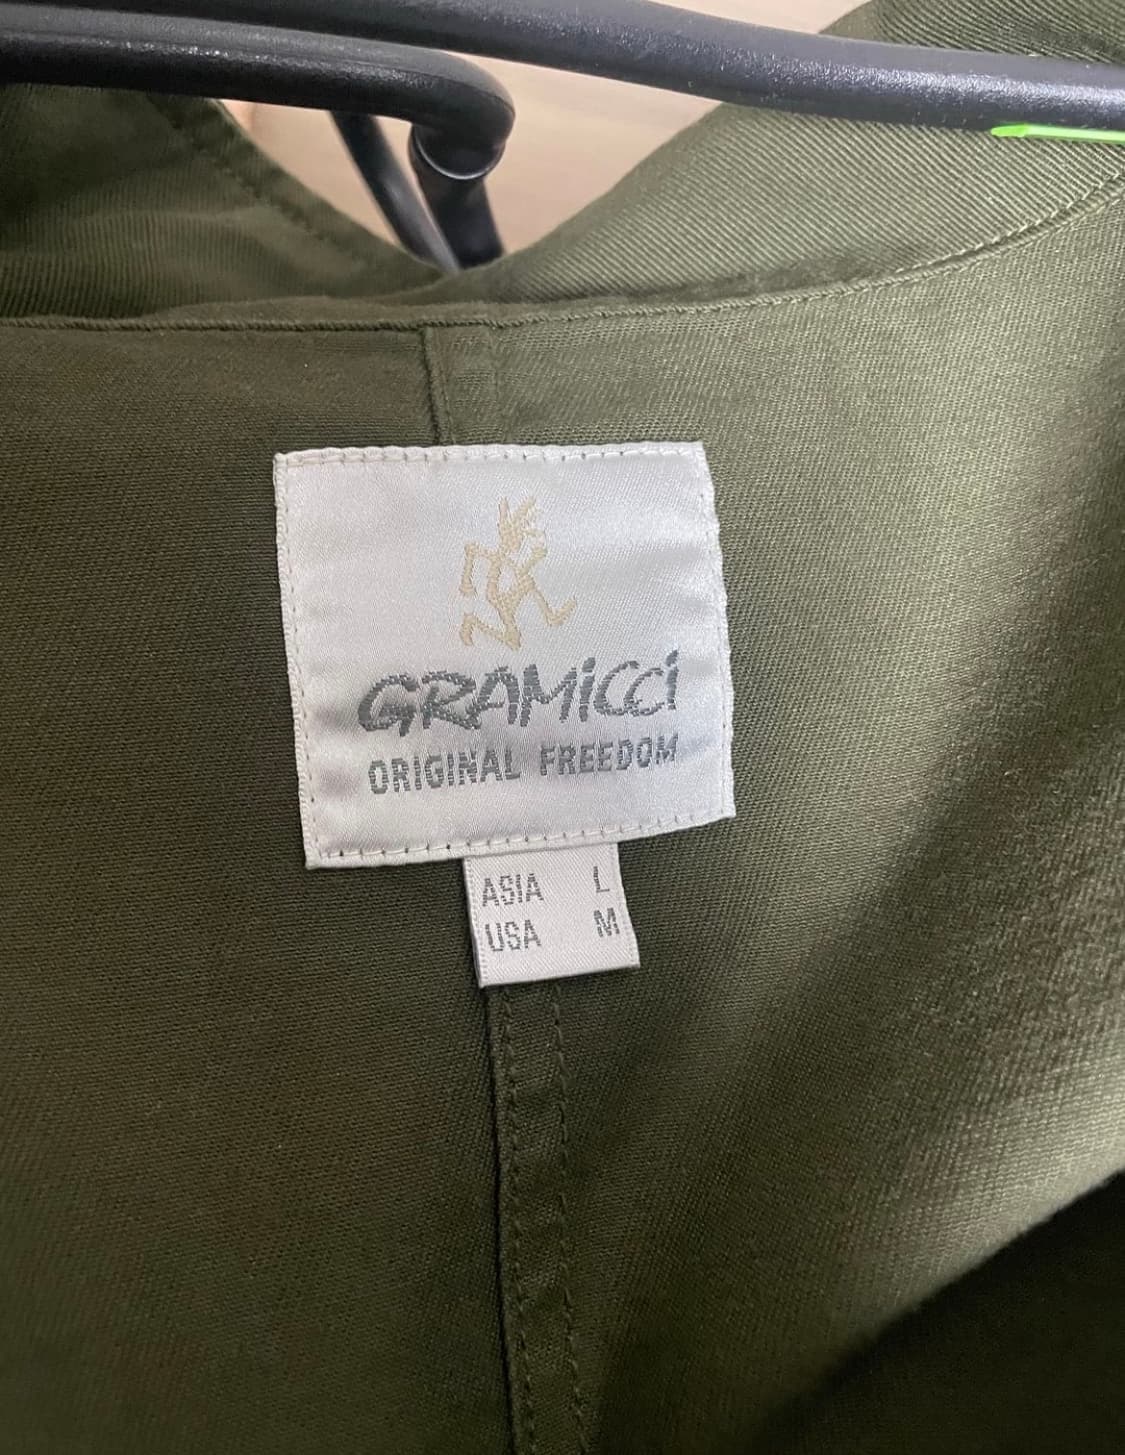 GRAMiCCi
ORIGINAL FREEDOM
ASIA L
USA M